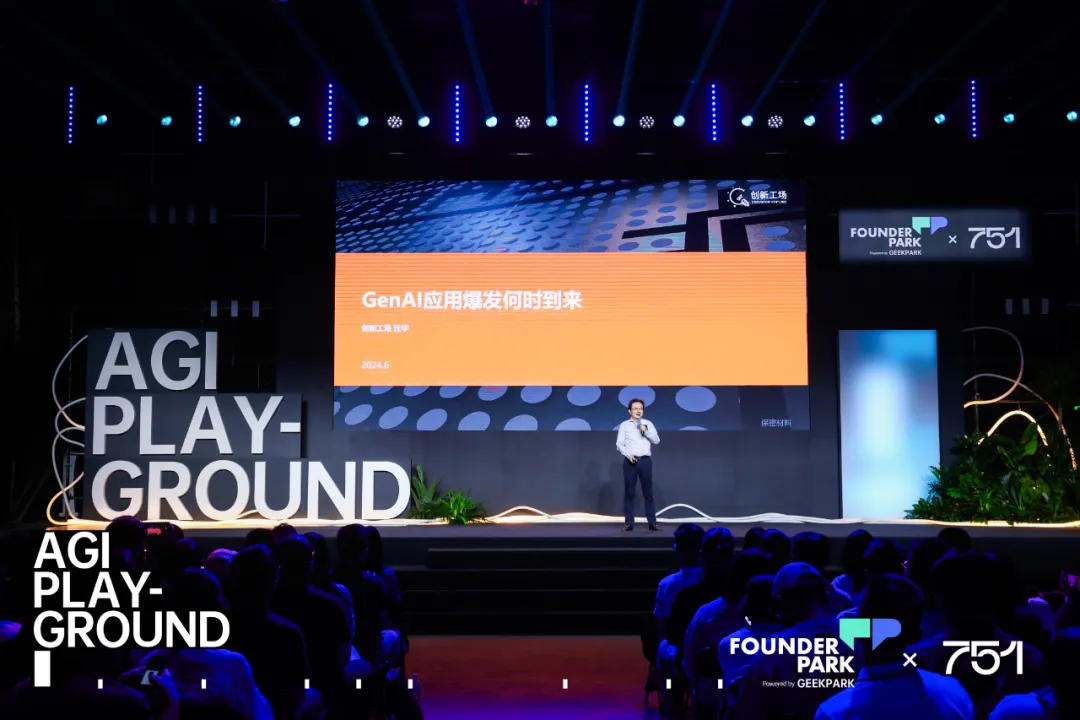 创新工场
GenAI应用爆发何时到来
创新工场 汪华
2024.6
保密材料
FOUNDER
PARK
Powered by GEEKPARK
×
751
AGI
PLAY-
GROUND
AGI
PLAY-
GROUND
FOUNDER
PARK
Powered by GEEKPARK
×
751